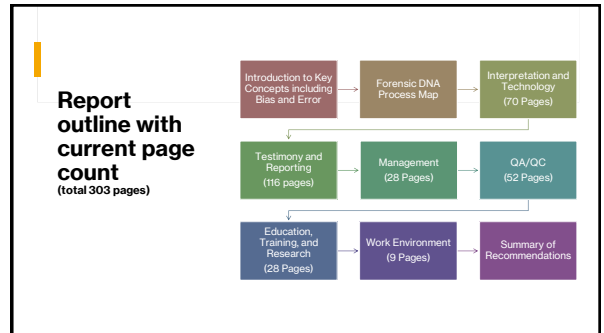 Report
outline with
current page
count
(total 303 pages)
Introduction to Key
Concepts including
Bias and Error
Forensic DNA
Process Map
Interpretation and
Technology
(70 Pages)
Testimony and
Reporting
(116 pages)
Management
(28 Pages)
QA/QC
(52 Pages)
Education,
Training, and
Research
(28 Pages)
Work Environment
(9 Pages)
Summary of
Recommendations